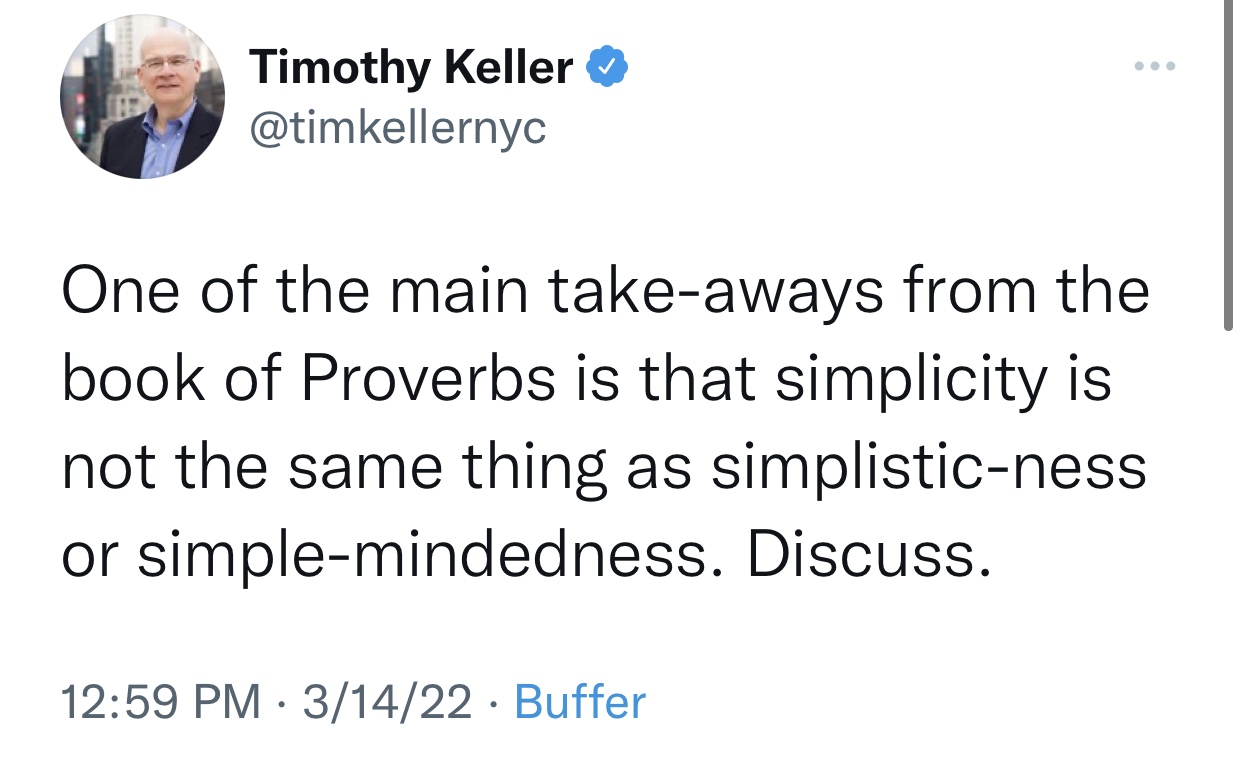 Timothy Keller
@timkellernyc
One of the main take-aways from the
book of Proverbs is that simplicity is
not the same thing as simplistic-ness
or simple-mindedness. Discuss.
12:59 PM · 3/14/22 · Buffer